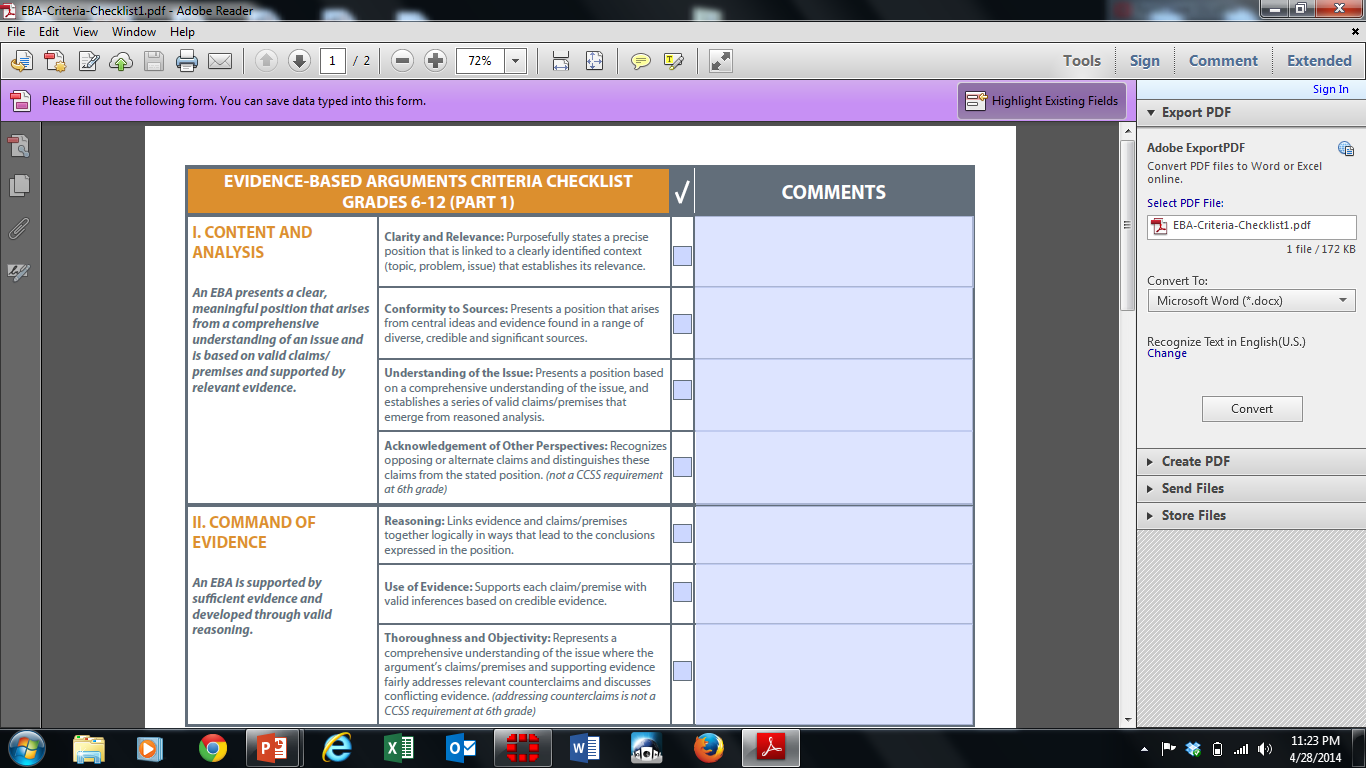 EBA-Criteria-Checklist1.pdf - Adobe Reader
File Edit View Window Help
1 / 2 72% Tools Sign Comment Extended
Please fill out the following form. You can save data typed into this form. Highlight Existing Fields
EVIDENCE-BASED ARGUMENTS CRITERIA CHECKLIST
GRADES 6-12 (PART 1)
√
COMMENTS
I. CONTENT AND
ANALYSIS
An EBA presents a clear,
meaningful position that arises
from a comprehensive
understanding of an issue and
is based on valid claims/
premises and supported by
relevant evidence.
Clarity and Relevance: Purposefully states a precise
position that is linked to a clearly identified context
(topic, problem, issue) that establishes its relevance.
Conformity to Sources: Presents a position that arises
from central ideas and evidence found in a range of
diverse, credible and significant sources.
Understanding of the Issue: Presents a position based
on a comprehensive understanding of the issue, and
establishes a series of valid claims/premises that
emerge from reasoned analysis.
Acknowledgement of Other Perspectives: Recognizes
opposing or alternate claims and distinguishes these
claims from the stated position. (not a CCSS requirement
at 6th grade)
II. COMMAND OF
EVIDENCE
An EBA is supported by
sufficient evidence and
developed through valid
reasoning.
Reasoning: Links evidence and claims/premises
together logically in ways that lead to the conclusions
expressed in the position.
Use of Evidence: Supports each claim/premise with
valid inferences based on credible evidence.
Thoroughness and Objectivity: Represents a
comprehensive understanding of the issue where the
argument's claims/premises and supporting evidence
fairly addresses relevant counterclaims and discusses
conflicting evidence. (addressing counterclaims is not a
CCSS requirement at 6th grade)
Sign In
Export PDF
Adobe ExportPDF
Convert PDF files to Word or Excel
online.
Select PDF File:
EBA-Criteria-Checklist1.pdf
1 file / 172 KB
Convert To:
Microsoft Word (*.docx)
Recognize Text in English(U.S.)
Change
Convert
Create PDF
Send Files
Store Files
11:23 PM
4/28/2014